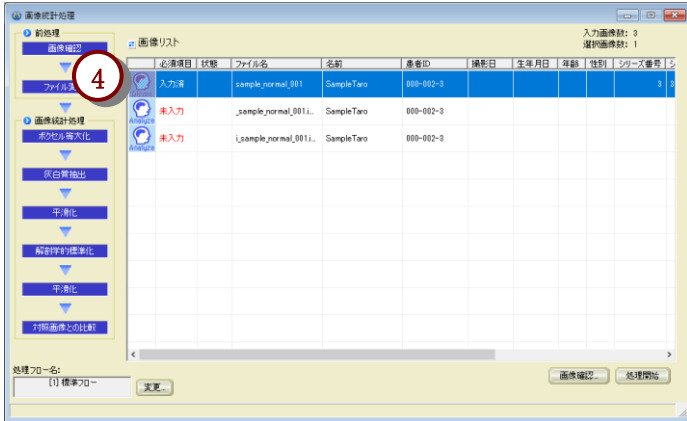 画像統計処理
前処理
画像確認
ファイル変
画像統計処理
ボクセル等大化
灰白質抽出
平滑化
解剖学的標準化
平滑化
対照画像との比較
処理フロー名:
[1] 標準フロー
変更...
画像リスト
入力画像数: 3
選択画像数: 1
必須項目 状態 ファイル名 名前 患者ID 撮影日 生年月日 年齢 性別 シリーズ番号
4
入力済 sample_normal_001 SampleTaro 000-002-3 3 3
Analyze 未入力 _sample_normal_001.i... SampleTaro 000-002-3
Analyze 未入力 i_sample_normal_001.i... SampleTaro 000-002-3
画像確認... 処理開始